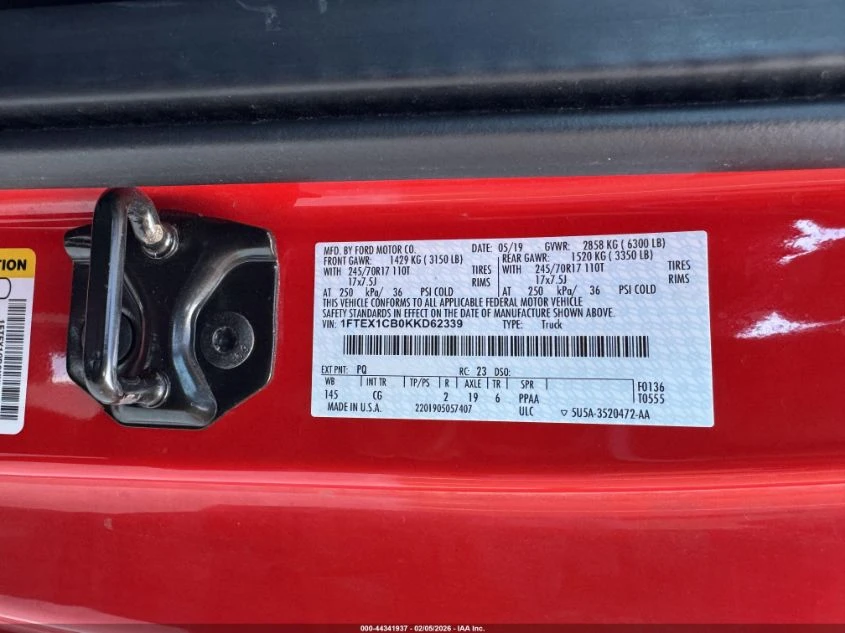 MFD. BY FORD MOTOR CO.
DATE: 05/19 GVWR: 2858 KG ( 6300 LB)
FRONT GAWR: 1429 KG ( 3150 LB)
REAR GAWR: 1520 KG ( 3350 LB)
WITH 245/70R17 110T TIRES
WITH 245/70R17 110T TIRES
17x7.5J RIMS
17x7.5J RIMS
AT 250 kPa/ 36 PSI COLD
AT 250 kPa/ 36 PSI COLD
THIS VEHICLE CONFORMS TO ALL APPLICABLE FEDERAL MOTOR VEHICLE
SAFETY STANDARDS IN EFFECT ON THE DATE OF MANUFACTURE SHOWN ABOVE.
VIN: 1FTEX1CB0KKD62339 TYPE: Truck
EXT PNT: PQ RC: 23 DSO:
WB INT TR TP/PS R AXLE TR SPR
145 CG 2 19 6 PPAA
F0136
T0555
MADE IN U.S.A. 2201905057407 ULC ▽ 5U5A-3520472-AA
000-44341937 - 02/05/2026 - IAA Inc.